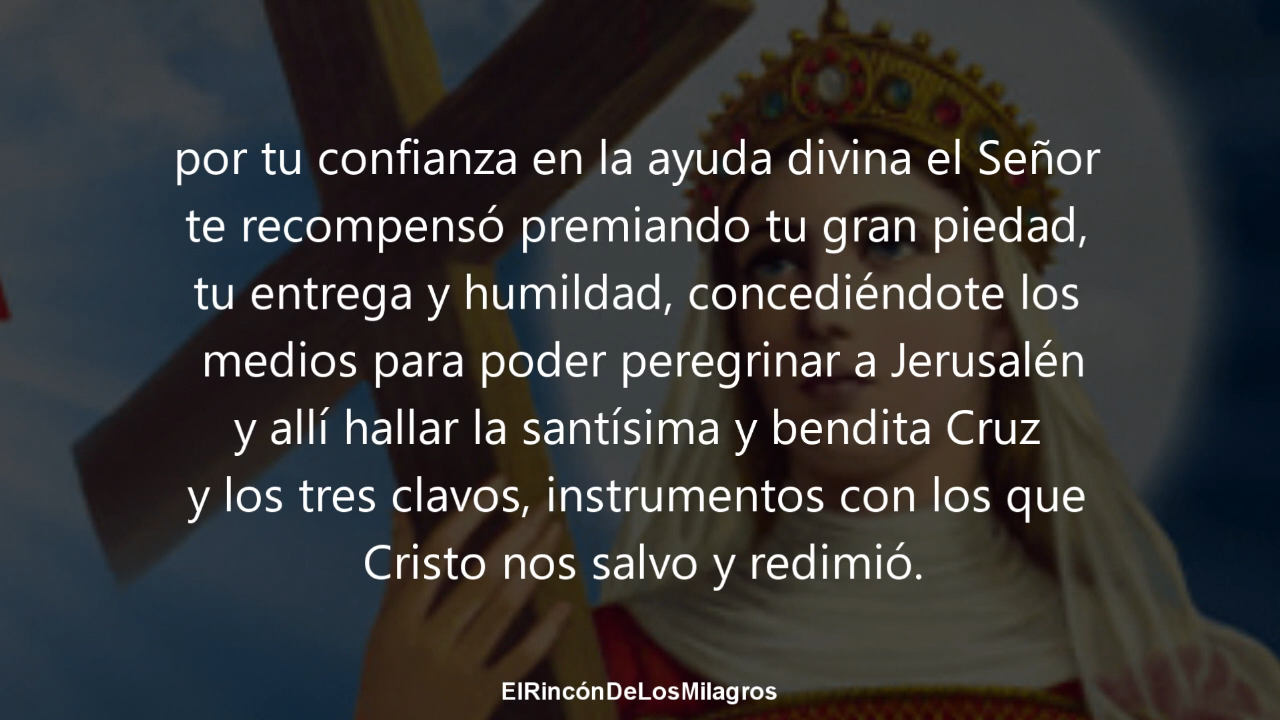 por tu confianza en la ayuda divina el Señor
te recompensó premiando tu gran piedad,
tu entrega y humildad, concediéndote los
medios para poder peregrinar a Jerusalén
y allí hallar la santísima y bendita Cruz
y los tres clavos, instrumentos con los que
Cristo nos salvo y redimió.
ElRincónDeLosMilagros